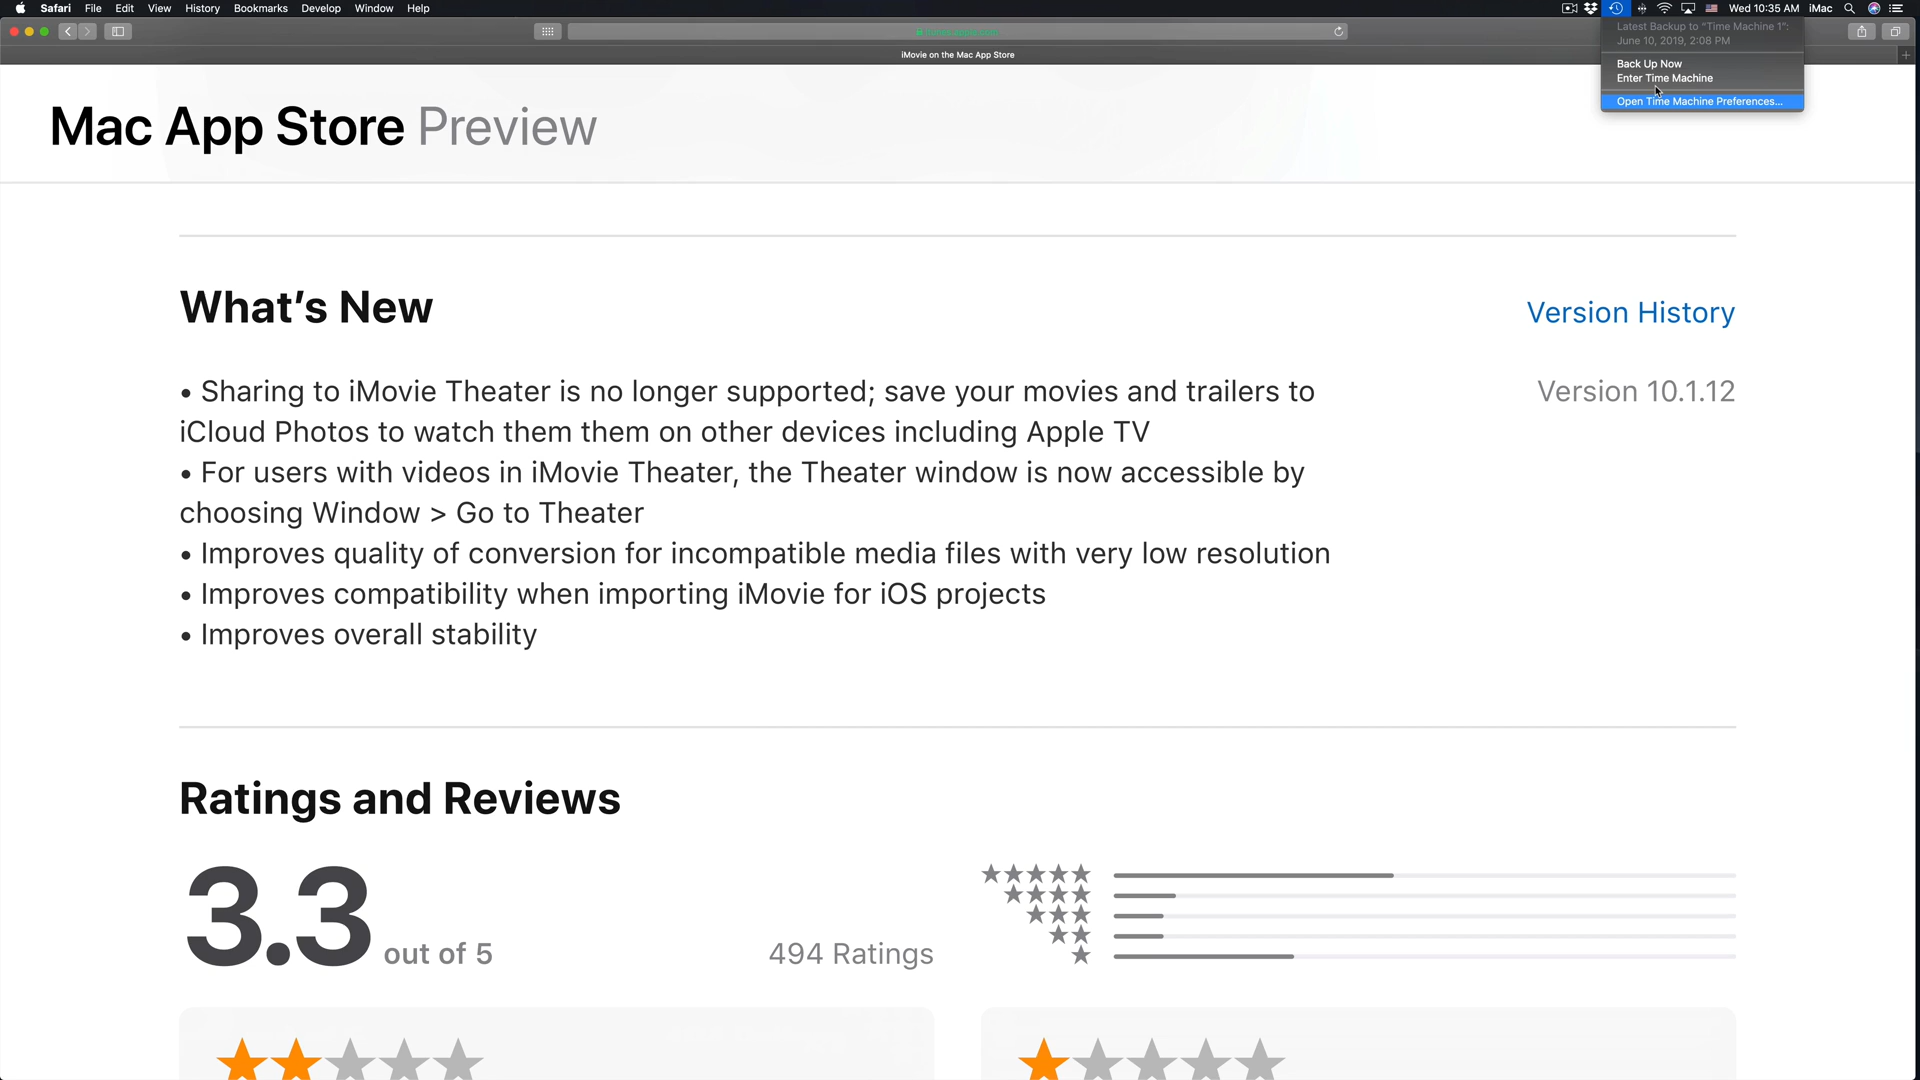 Safari File Edit View History Bookmarks Develop Window Help
Wed 10:35 AM iMac
Latest Backup to “Time Machine 1”:
June 10, 2019, 2:08 PM
Back Up Now
Enter Time Machine
Open Time Machine Preferences...
iMovie on the Mac App Store
Mac App Store Preview
What’s New
Version History
• Sharing to iMovie Theater is no longer supported; save your movies and trailers to
iCloud Photos to watch them them on other devices including Apple TV
Version 10.1.12
• For users with videos in iMovie Theater, the Theater window is now accessible by
choosing Window > Go to Theater
• Improves quality of conversion for incompatible media files with very low resolution
• Improves compatibility when importing iMovie for iOS projects
• Improves overall stability
Ratings and Reviews
3.3 out of 5
494 Ratings